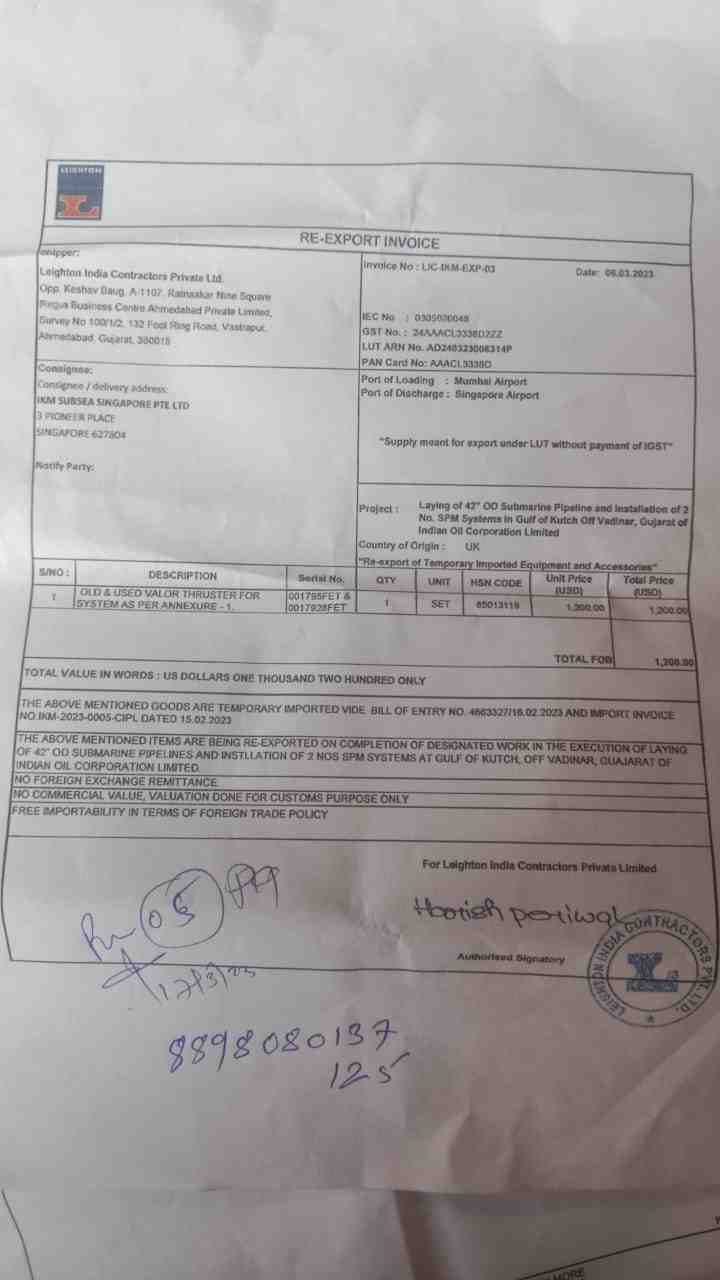 LEIGHTON
RE-EXPORT INVOICE
Shipper:
Leighton India Contractors Private Ltd.
Opp. Keshav Baug, A-1107, Ratnaakar Nine Square
Regus Business Centre Ahmedabad Private Limited,
Survey No 100/1/2, 132 Foot Ring Road, Vastrapur,
Ahmedabad, Gujarat, 380015
Invoice No : LIC-IKM-EXP-03 Date: 06.03.2023
IEC No :
GST No. : 24AAACL3338D2ZZ
LUT ARN No. AD240323006314P
PAN Card No: AAACL3338D
Consignee:
Consignee / delivery address:
IKM SUBSEA SINGAPORE PTE LTD
3 PIONEER PLACE
SINGAPORE 627804
Notify Party:
Port of Loading : Mumbai Airport
Port of Discharge : Singapore Airport
"Supply meant for export under LUT without payment of IGST"
Project : Laying of 42" OD Submarine Pipeline and Installation of 2
No. SPM Systems in Gulf of Kutch Off Vadinar, Gujarat of
Indian Oil Corporation Limited
Country of Origin : UK
"Re-export of Temporary Imported Equipment and Accessories"
S/NO : DESCRIPTION Serial No. QTY UNIT HSN CODE Unit Price (USD) Total Price (USD)
1 OLD & USED VALOR THRUSTER FOR 001795FET & 1 SET 85013119 1,200.00 1,200.00
SYSTEM AS PER ANNEXURE - 1. 0017928FET
TOTAL FOB 1,200.00
TOTAL VALUE IN WORDS : US DOLLARS ONE THOUSAND TWO HUNDRED ONLY
THE ABOVE MENTIONED GOODS ARE TEMPORARY IMPORTED VIDE BILL OF ENTRY NO. 4663327/16.02.2023 AND IMPORT INVOICE
NO.IKM-2023-0005-CIPL DATED 15.02.2023
THE ABOVE MENTIONED ITEMS ARE BEING RE-EXPORTED ON COMPLETION OF DESIGNATED WORK IN THE EXECUTION OF LAYING
OF 42" OD SUBMARINE PIPELINES AND INSTLLATION OF 2 NOS SPM SYSTEMS AT GULF OF KUTCH, OFF VADINAR, GUAJARAT OF
INDIAN OIL CORPORATION LIMITED.
NO FOREIGN EXCHANGE REMITTANCE
NO COMMERCIAL VALUE, VALUATION DONE FOR CUSTOMS PURPOSE ONLY
FREE IMPORTABILITY IN TERMS OF FOREIGN TRADE POLICY
For Leighton India Contractors Private Limited
Harish periwal
Authorised Signatory
LEIGHTON INDIA CONTRACTORS PVT. LTD.
05
17/3/23
8898080137
125
MORE